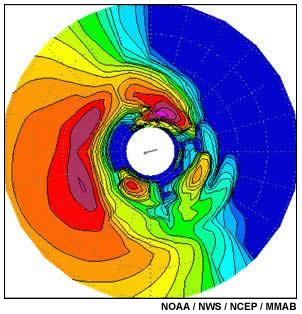 NOAA / NWS / NCEP / MMAB